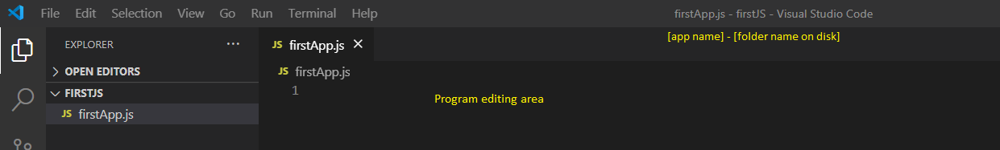 File Edit Selection View Go Run Terminal Help firstApp.js - firstJS - Visual Studio Code
[app name] - [folder name on disk]
EXPLORER ···
JS firstApp.js ×
OPEN EDITORS
JS firstApp.js
FIRSTJS
1
Program editing area
JS firstApp.js